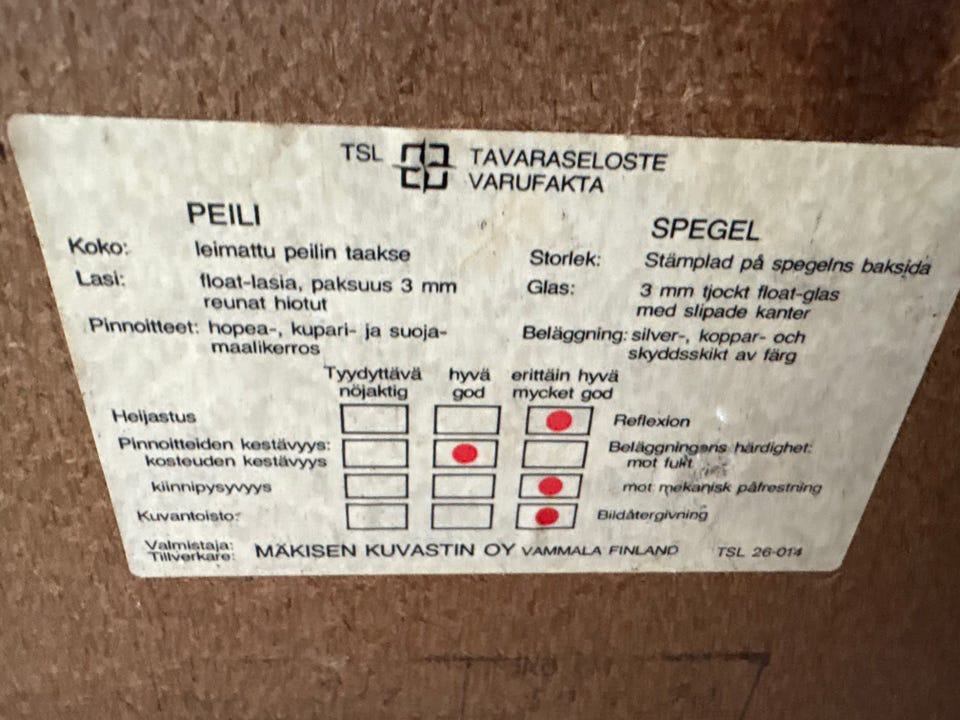 TSL TAVARASELOSTE
VARUFAKTA
PEILI
Koko: leimattu peilin taakse
Lasi: float-lasia, paksuus 3 mm
reunat hiotut
Pinnoitteet: hopea-, kupari- ja suoja-
maalikerros
SPEGEL
Storlek: Stämplad på spegelns baksida
Glas: 3 mm tjockt float-glas
med slipade kanter
Beläggning: silver-, koppar- och
skyddsskikt av färg
Tyydyttävä hyvä erittäin hyvä
nöjaktig god mycket god
Heijastus Reflexion
Pinnoitteiden kestävyys: Beläggningens härdighet:
kosteuden kestävyys mot fukt
kiinnipysyvyys mot mekanisk påfrestning
Kuvantoisto: Bildåtergivning
Valmistaja:
Tillverkare: MÄKISEN KUVASTIN OY VAMMALA FINLAND TSL 26-014